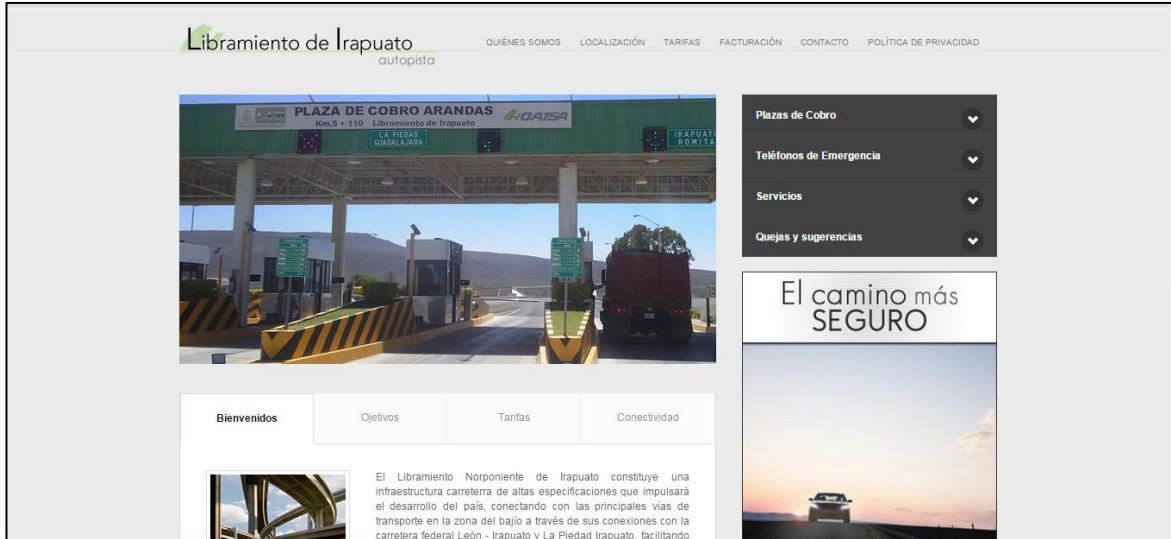 Libramiento de Irapuato
autopista
QUIÉNES SOMOS LOCALIZACIÓN TARIFAS FACTURACIÓN CONTACTO POLÍTICA DE PRIVACIDAD
PLAZA DE COBRO ARANDAS
Km.5 + 110 Libramiento de Irapuato
OATSA
LA PIEDAD
GUADALAJARA
IRAPUATO
ROMITA
Plazas de Cobro
Teléfonos de Emergencia
Servicios
Quejas y sugerencias
El camino más
SEGURO
Bienvenidos Ojetivos Tarifas Conectividad
El Libramiento Norponiente de Irapuato constituye una
infraestructura carreterra de altas especificaciones que impulsará
el desarrollo del país, conectando con las principales vías de
transporte en la zona del bajío a través de sus conexiones con la
carretera federal León - Irapuato y La Piedad Irapuato, facilitando